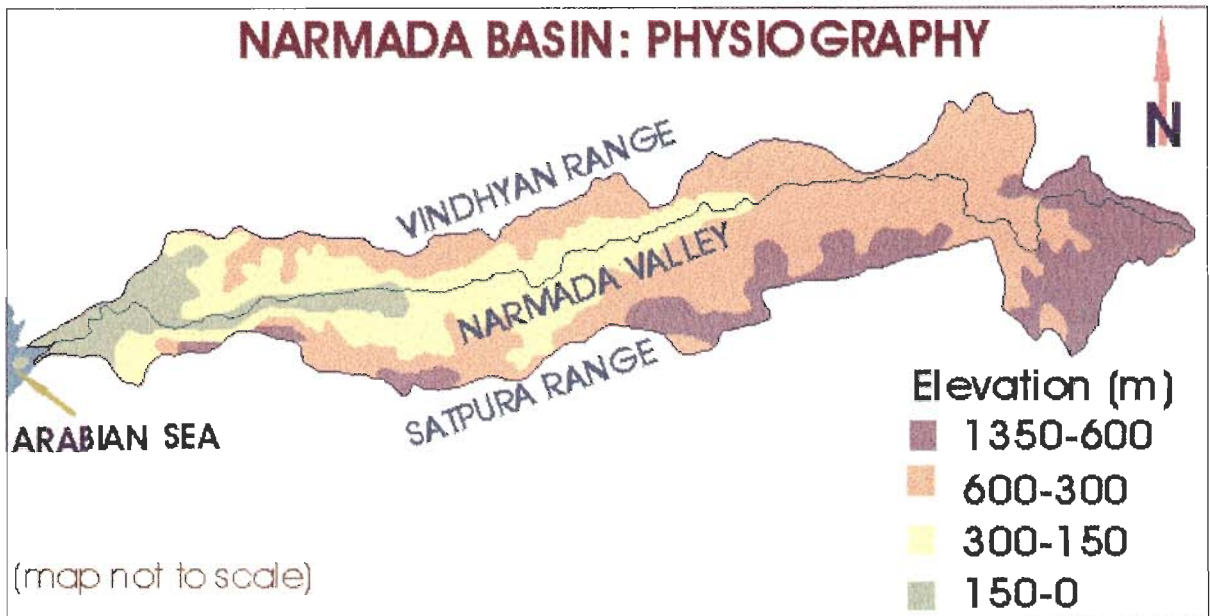 NARMADA BASIN: PHYSIOGRAPHY
N
VINDHYAN RANGE
NARMADA VALLEY
SATPURA RANGE
ARABIAN SEA
Elevation (m)
1350-600
600-300
300-150
150-0
(map not to scale)